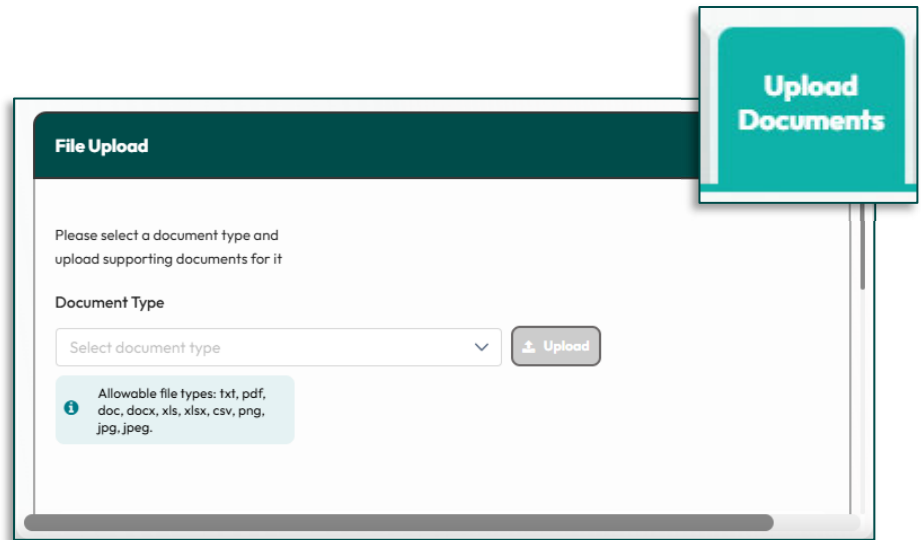 Upload
Documents
File Upload
Please select a document type and
upload supporting documents for it
Document Type
Select document type
Upload
Allowable file types: txt, pdf,
doc, docx, xls, xlsx, csv, png,
jpg, jpeg.